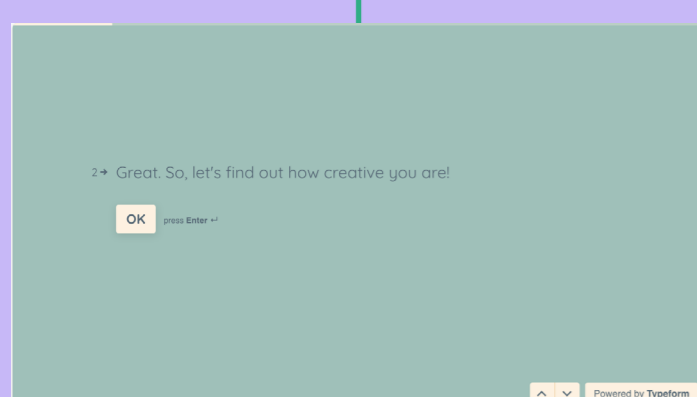 2→ Great. So, let's find out how creative you are!
OK press Enter ↵
Powered by Typeform